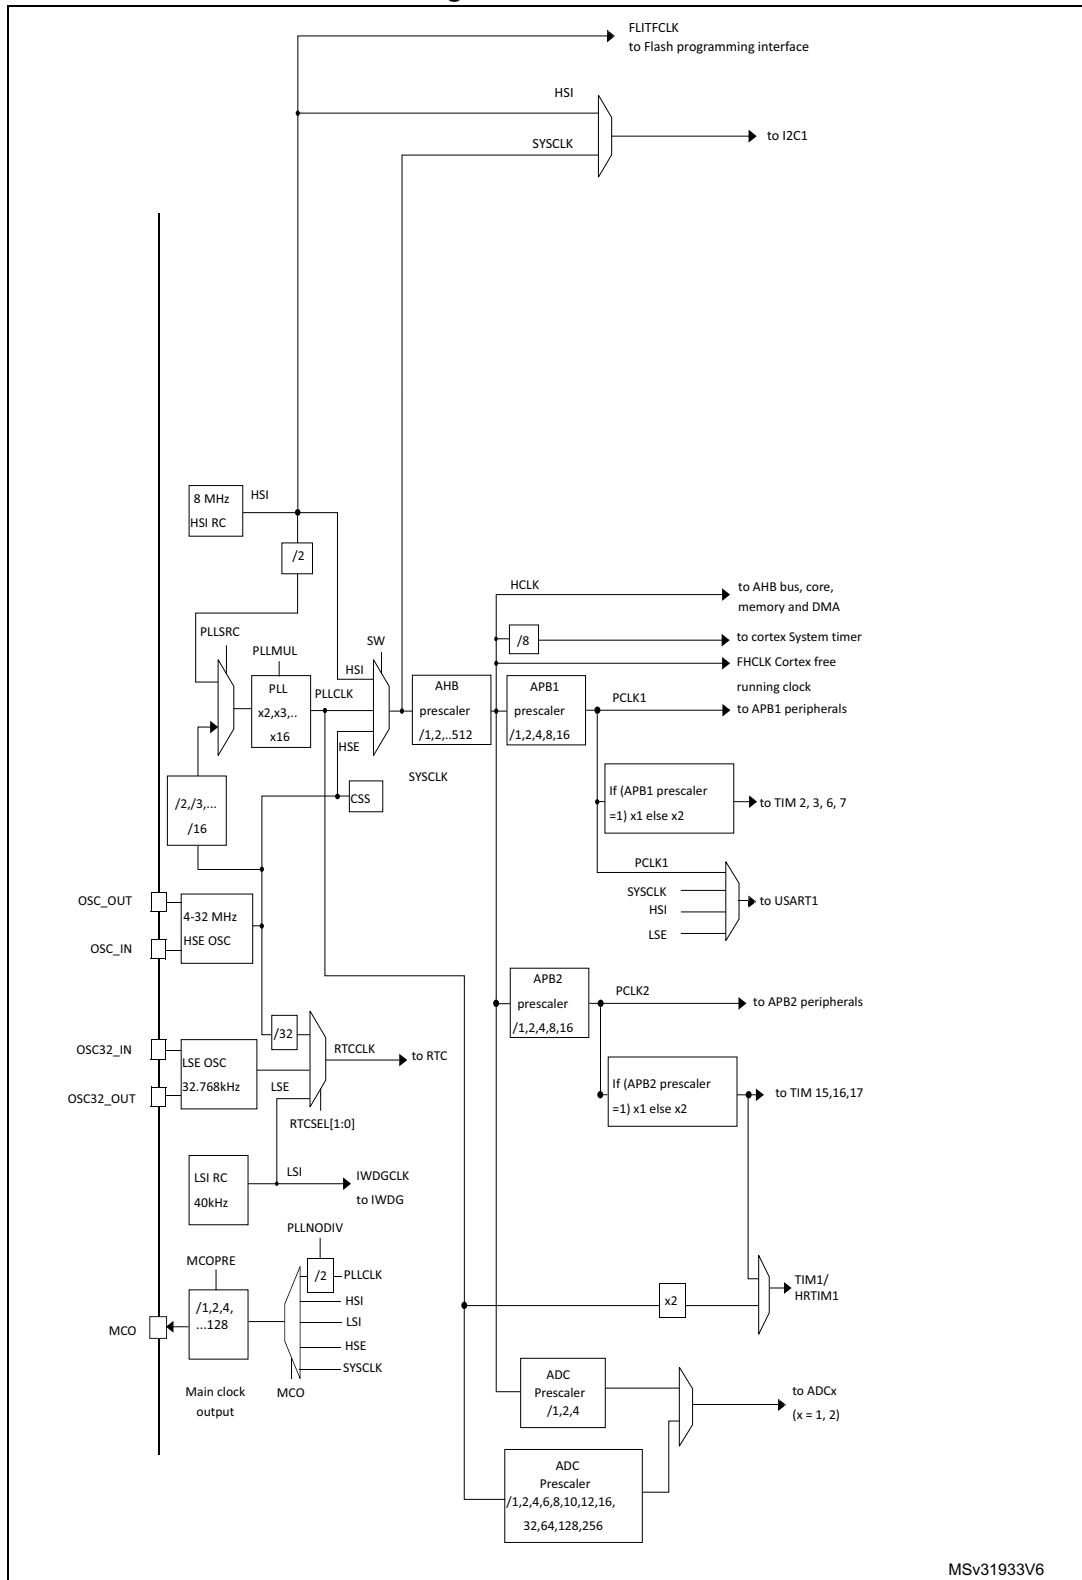 FLITFCLK
to Flash programming interface
HSI
to I2C1
SYSCLK
8 MHz
HSI RC
HSI
/2
HCLK
to AHB bus, core,
memory and DMA
/8
to cortex System timer
FHCLK Cortex free
running clock
PLLSRC
PLLMUL
SW
HSI
PLL
x2,x3,..
x16
PLLCLK
HSE
AHB
prescaler
/1,2,..512
APB1
prescaler
/1,2,4,8,16
PCLK1
to APB1 peripherals
SYSCLK
CSS
/2,/3,...
/16
If (APB1 prescaler
=1) x1 else x2
to TIM 2, 3, 6, 7
PCLK1
SYSCLK
HSI
LSE
to USART1
OSC_OUT
OSC_IN
4-32 MHz
HSE OSC
APB2
prescaler
/1,2,4,8,16
PCLK2
to APB2 peripherals
/32
OSC32_IN
OSC32_OUT
LSE OSC
32.768kHz
LSE
RTCCLK
to RTC
RTCSEL[1:0]
If (APB2 prescaler
=1) x1 else x2
to TIM 15,16,17
LSI RC
40kHz
LSI
IWDGCLK
to IWDG
PLLNODIV
MCOPRE
/2
PLLCLK
HSI
LSI
HSE
SYSCLK
/1,2,4,
...128
MCO
MCO
Main clock
output
x2
TIM1/
HRTIM1
ADC
Prescaler
/1,2,4
to ADCx
(x = 1, 2)
ADC
Prescaler
/1,2,4,6,8,10,12,16,
32,64,128,256
MSv31933V6